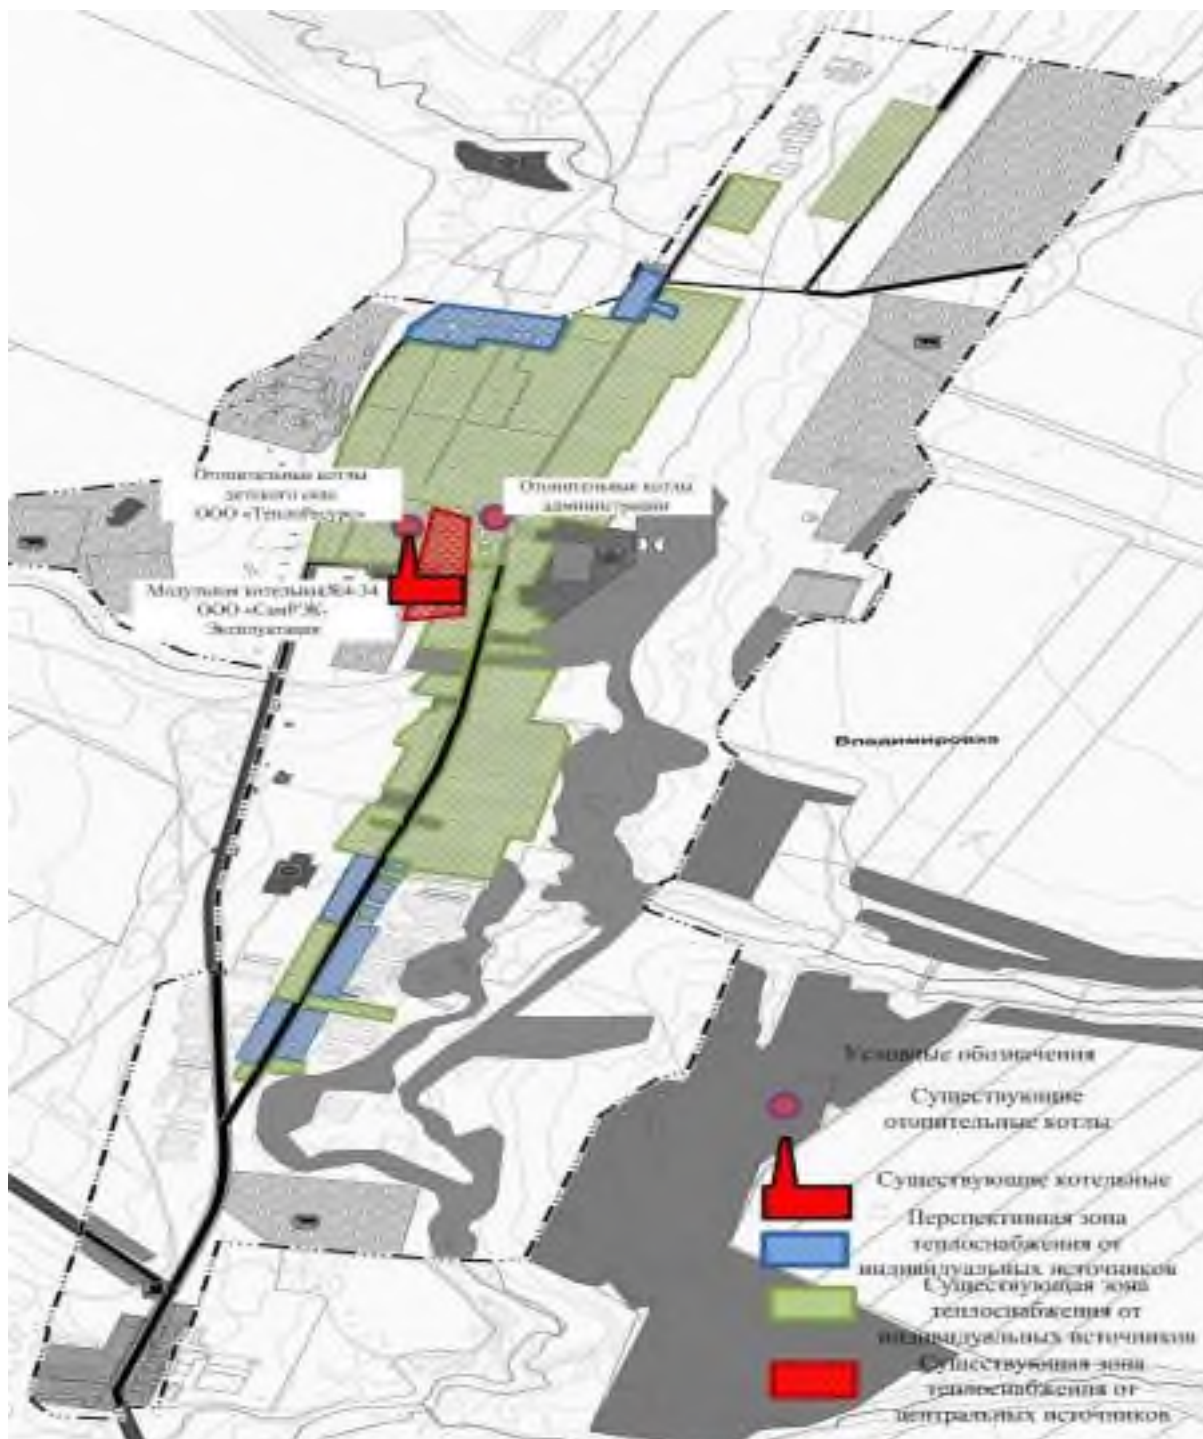 Отопительные котлы
детского сада
ООО «ТеплоРесурс»
Отопительные котлы
администрации
Модульная котельная №4-34
ООО «СамРЭК-
Эксплуатация
Владимировка
Условные обозначения
Существующие
отопительные котлы
Существующие котельные
Перспективная зона
теплоснабжения от
индивидуальных источников
Существующая зона
теплоснабжения от
индивидуальных источников
Существующая зона
теплоснабжения от
центральных источников